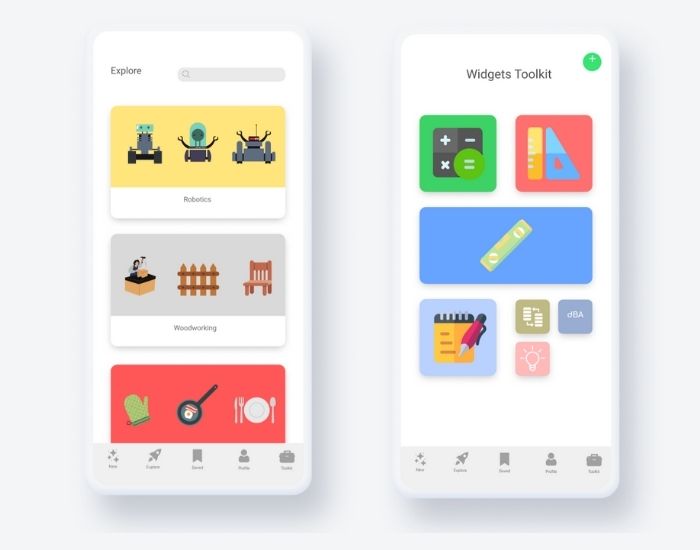 Explore
Robotics
Woodworking
New Explore Saved Profile Toolkit
Widgets Toolkit
dBA
New Explore Saved Profile Toolkit